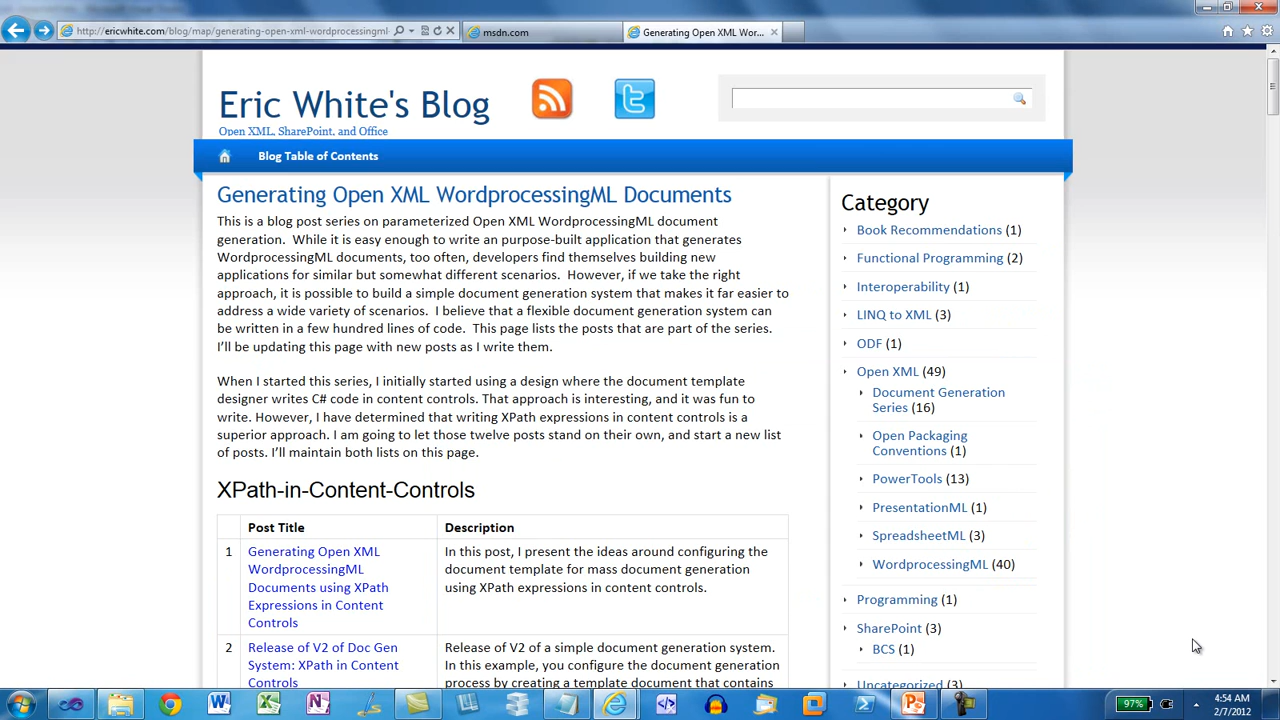 http://ericwhite.com/blog/map/generating-open-xml-wordprocessingml-
msdn.com
Generating Open XML Wor...
Eric White's Blog
Open XML, SharePoint, and Office
Blog Table of Contents
Generating Open XML WordprocessingML Documents
This is a blog post series on parameterized Open XML WordprocessingML document
generation.  While it is easy enough to write an purpose-built application that generates
WordprocessingML documents, too often, developers find themselves building new
applications for similar but somewhat different scenarios.  However, if we take the right
approach, it is possible to build a simple document generation system that makes it far easier to
address a wide variety of scenarios.  I believe that a flexible document generation system can
be written in a few hundred lines of code.  This page lists the posts that are part of the series.
I'll be updating this page with new posts as I write them.
When I started this series, I initially started using a design where the document template
designer writes C# code in content controls. That approach is interesting, and it was fun to
write. However, I have determined that writing XPath expressions in content controls is a
superior approach. I am going to let those twelve posts stand on their own, and start a new list
of posts. I'll maintain both lists on this page.
XPath-in-Content-Controls
Post Title
Description
1
Generating Open XML
WordprocessingML
Documents using XPath
Expressions in Content
Controls
In this post, I present the ideas around configuring the
document template for mass document generation
using XPath expressions in content controls.
2
Release of V2 of Doc Gen
System: XPath in Content
Controls
Release of V2 of a simple document generation system.
In this example, you configure the document generation
process by creating a template document that contains
Category
Book Recommendations (1)
Functional Programming (2)
Interoperability (1)
LINQ to XML (3)
ODF (1)
Open XML (49)
Document Generation
Series (16)
Open Packaging
Conventions (1)
PowerTools (13)
PresentationML (1)
SpreadsheetML (3)
WordprocessingML (40)
Programming (1)
SharePoint (3)
BCS (1)
Uncategorized (3)
97%
4:54 AM
2/7/2012